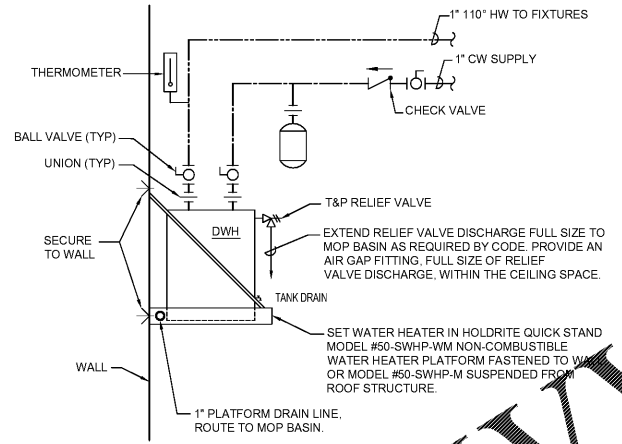 1" 110° HW TO FIXTURES
1" CW SUPPLY
THERMOMETER
CHECK VALVE
BALL VALVE (TYP)
UNION (TYP)
T&P RELIEF VALVE
DWH
EXTEND RELIEF VALVE DISCHARGE FULL SIZE TO
MOP BASIN AS REQUIRED BY CODE. PROVIDE AN
AIR GAP FITTING, FULL SIZE OF RELIEF
VALVE DISCHARGE, WITHIN THE CEILING SPACE.
SECURE
TO WALL
TANK DRAIN
SET WATER HEATER IN HOLDRITE QUICK STAND
MODEL #50-SWHP-WM NON-COMBUSTIBLE
WATER HEATER PLATFORM FASTENED TO WALL
OR MODEL #50-SWHP-M SUSPENDED FROM
ROOF STRUCTURE.
WALL
1" PLATFORM DRAIN LINE,
ROUTE TO MOP BASIN.